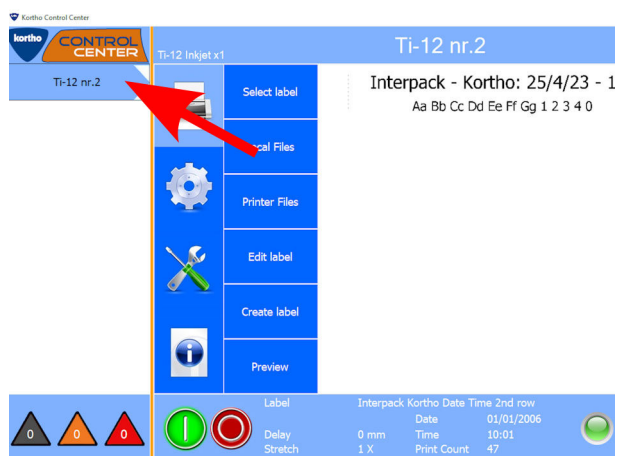 Kortho Control Center
kortho
CONTROL
CENTER
Ti-12 Inkjet x1
Ti-12 nr.2
Ti-12 nr.2
Select label
cal Files
Printer Files
Edit label
Create label
Preview
Interpack - Kortho: 25/4/23 - 1
Aa Bb Cc Dd Ee Ff Gg 1 2 3 4 0
0 0 0
Label Interpack Kortho Date Time 2nd row
Date 01/01/2006
Delay 0 mm Time 10:01
Stretch 1 X Print Count 47